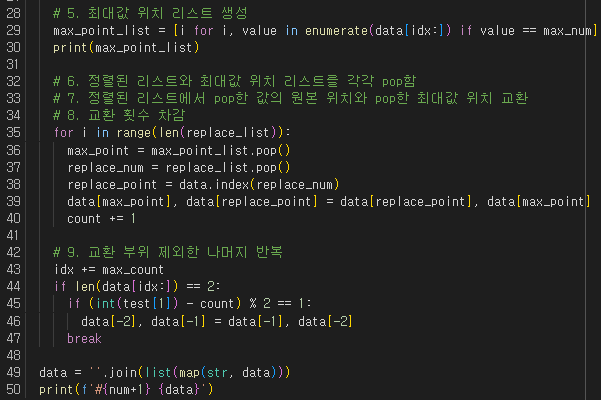 28 # 5. 최대값 위치 리스트 생성
29 max_point_list = [i for i, value in enumerate(data[idx:]) if value == max_num]
30 print(max_point_list)
31
32 # 6. 정렬된 리스트와 최대값 위치 리스트를 각각 pop함
33 # 7. 정렬된 리스트에서 pop한 값의 원본 위치와 pop한 최대값 위치 교환
34 # 8. 교환 횟수 차감
35 for i in range(len(replace_list)):
36 max_point = max_point_list.pop()
37 replace_num = replace_list.pop()
38 replace_point = data.index(replace_num)
39 data[max_point], data[replace_point] = data[replace_point], data[max_point]
40 count += 1
41
42 # 9. 교환 부위 제외한 나머지 반복
43 idx += max_count
44 if len(data[idx:]) == 2:
45 if (int(test[1]) - count) % 2 == 1:
46 data[-2], data[-1] = data[-1], data[-2]
47 break
48
49 data = ''.join(list(map(str, data)))
50 print(f'#{num+1} {data}')